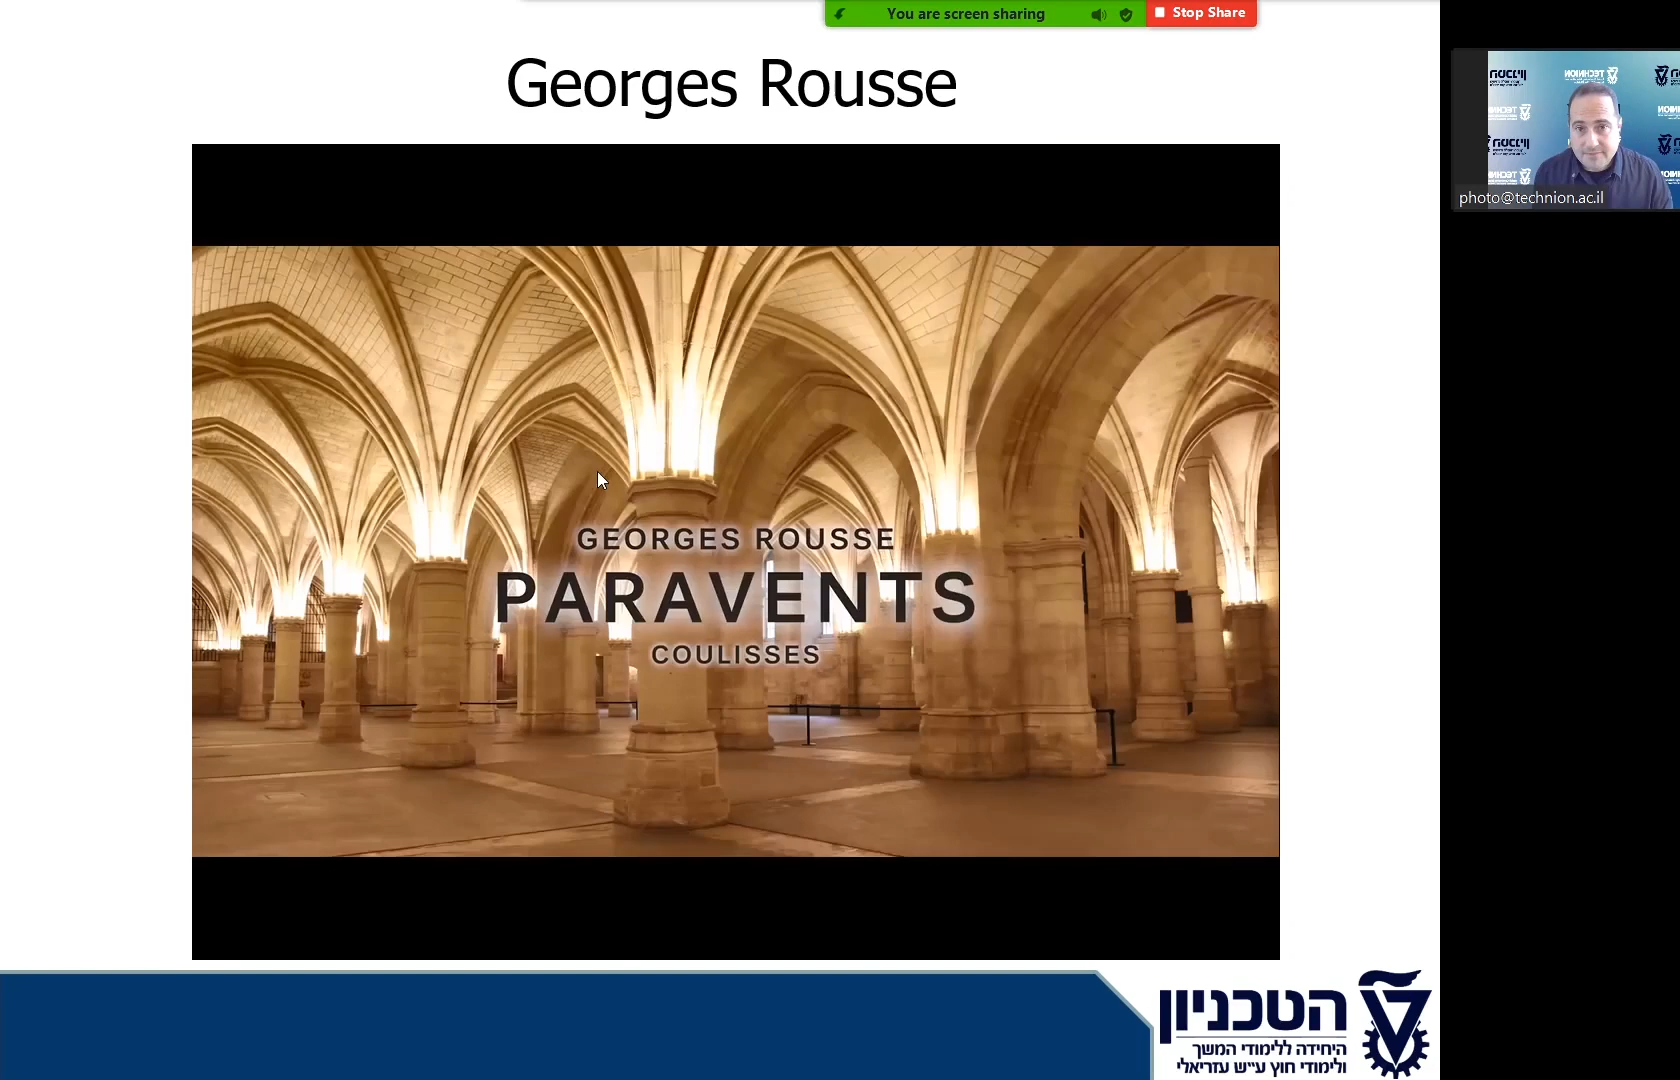 You are screen sharing
Stop Share
Georges Rousse
GEORGES ROUSSE
PARAVENTS
COULISSES
TECHNION
photo@technion.ac.il
הטכניון
היחידה ללימודי המשך
ולימודי חוץ ע״ש עזריאלי